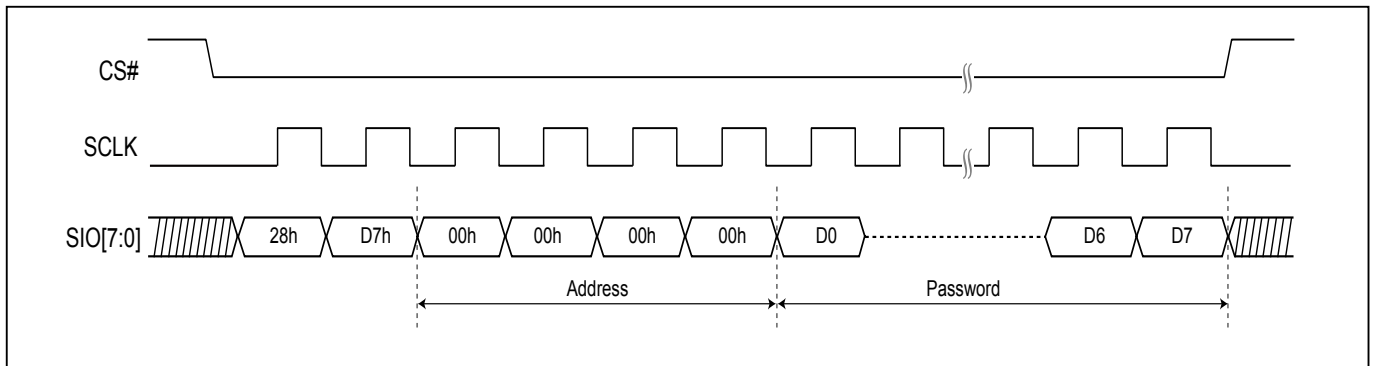 CS#
SCLK
SIO[7:0] 28h D7h 00h 00h 00h 00h D0 D6 D7
Address Password